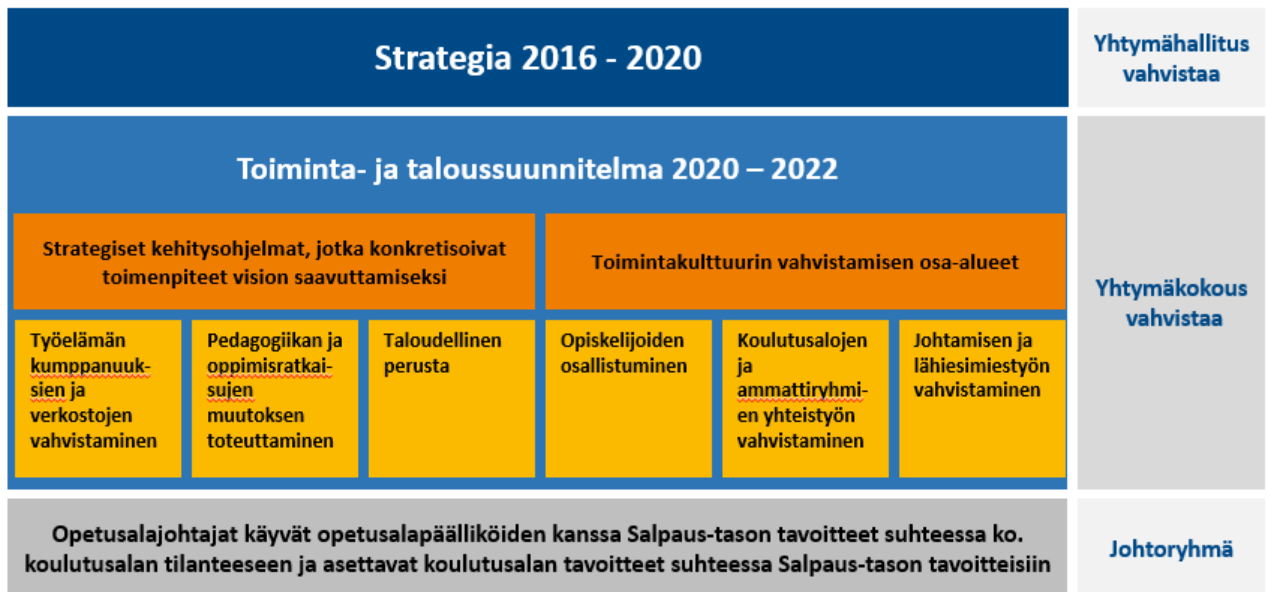 Strategia 2016 - 2020
Yhtymähallitus
vahvistaa
Toiminta- ja taloussuunnitelma 2020 – 2022
Strategiset kehitysohjelmat, jotka konkretisoivat
toimenpiteet vision saavuttamiseksi
Toimintakulttuurin vahvistamisen osa-alueet
Työelämän
kumppanuuk-
sien ja
verkostojen
vahvistaminen
Pedagogiikan ja
oppimisratkai-
sujen
muutoksen
toteuttaminen
Taloudellinen
perusta
Opiskelijoiden
osallistuminen
Koulutusalojen
ja
ammattiryhmi-
en yhteistyön
vahvistaminen
Johtamisen ja
lähiesimiestyön
vahvistaminen
Yhtymäkokous
vahvistaa
Opetusalajohtajat käyvät opetusalapäälliköiden kanssa Salpaus-tason tavoitteet suhteessa ko.
koulutusalan tilanteeseen ja asettavat koulutusalan tavoitteet suhteessa Salpaus-tason tavoitteisiin
Johtoryhmä